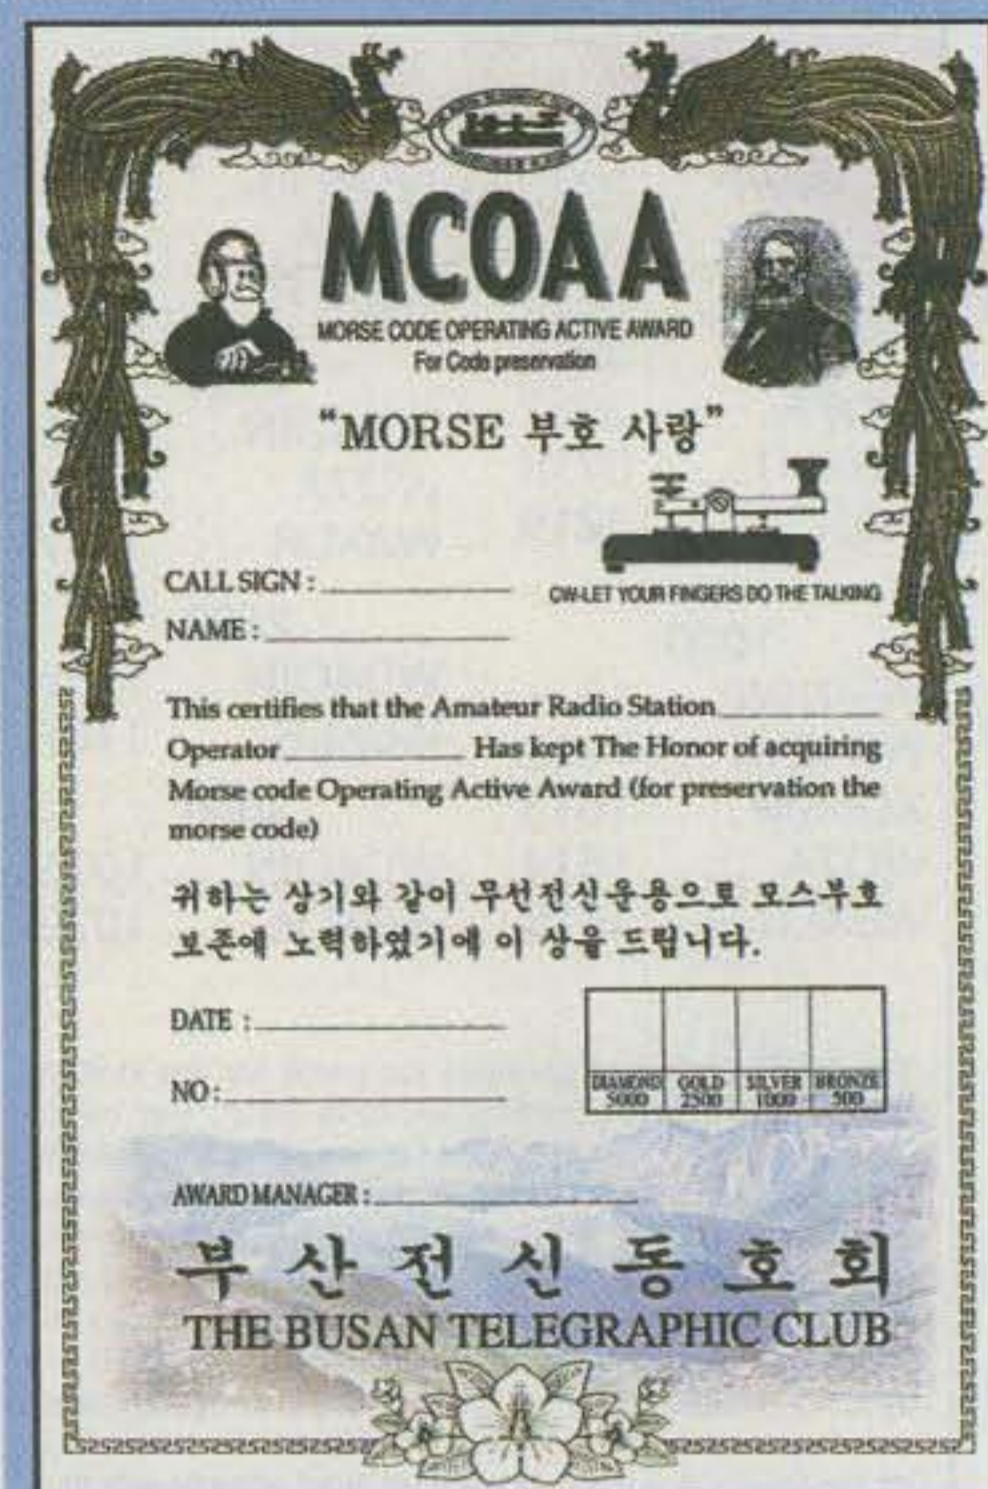 MCOAA
MORSE CODE OPERATING ACTIVE AWARD
For Code preservation
"MORSE 부호 사랑"
CALL SIGN :
CW-LET YOUR FINGERS DO THE TALKING
NAME :
This certifies that the Amateur Radio Station
Operator Has kept The Honor of acquiring
Morse code Operating Active Award (for preservation the
morse code)
귀하는 상기와 같이 무선전신운용으로 모스부호
보존에 노력하였기에 이 상을 드립니다.
DATE :
NO :
DIAMOND GOLD SILVER BRONZE
5000 2500 1000 500
AWARD MANAGER :
부산전신동호회
THE BUSAN TELEGRAPHIC CLUB